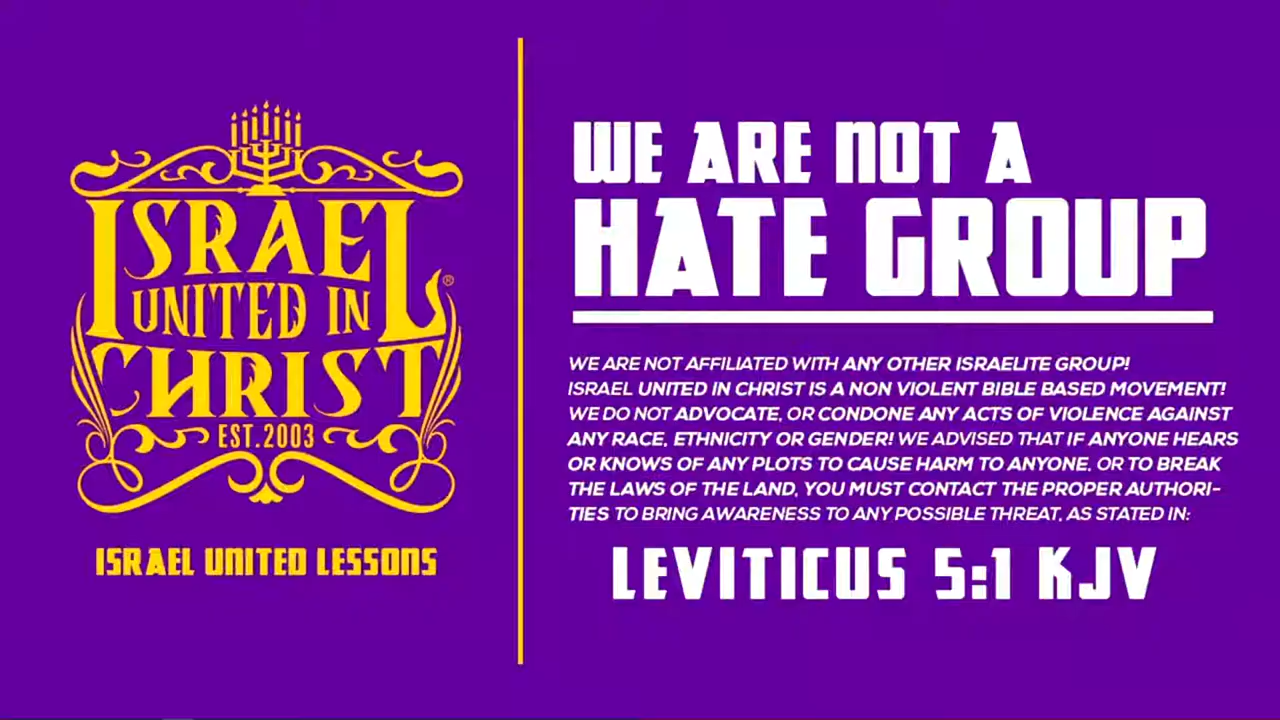 ISRAEL
UNITED IN
CHRIST
®
EST.2003
ISRAEL UNITED LESSONS
WE ARE NOT A
HATE GROUP
WE ARE NOT AFFILIATED WITH ANY OTHER ISRAELITE GROUP!
ISRAEL UNITED IN CHRIST IS A NON VIOLENT BIBLE BASED MOVEMENT!
WE DO NOT ADVOCATE, OR CONDONE ANY ACTS OF VIOLENCE AGAINST
ANY RACE, ETHNICITY OR GENDER! WE ADVISED THAT IF ANYONE HEARS
OR KNOWS OF ANY PLOTS TO CAUSE HARM TO ANYONE, OR TO BREAK
THE LAWS OF THE LAND, YOU MUST CONTACT THE PROPER AUTHORI-
TIES TO BRING AWARENESS TO ANY POSSIBLE THREAT, AS STATED IN:
LEVITICUS 5:1 KJV